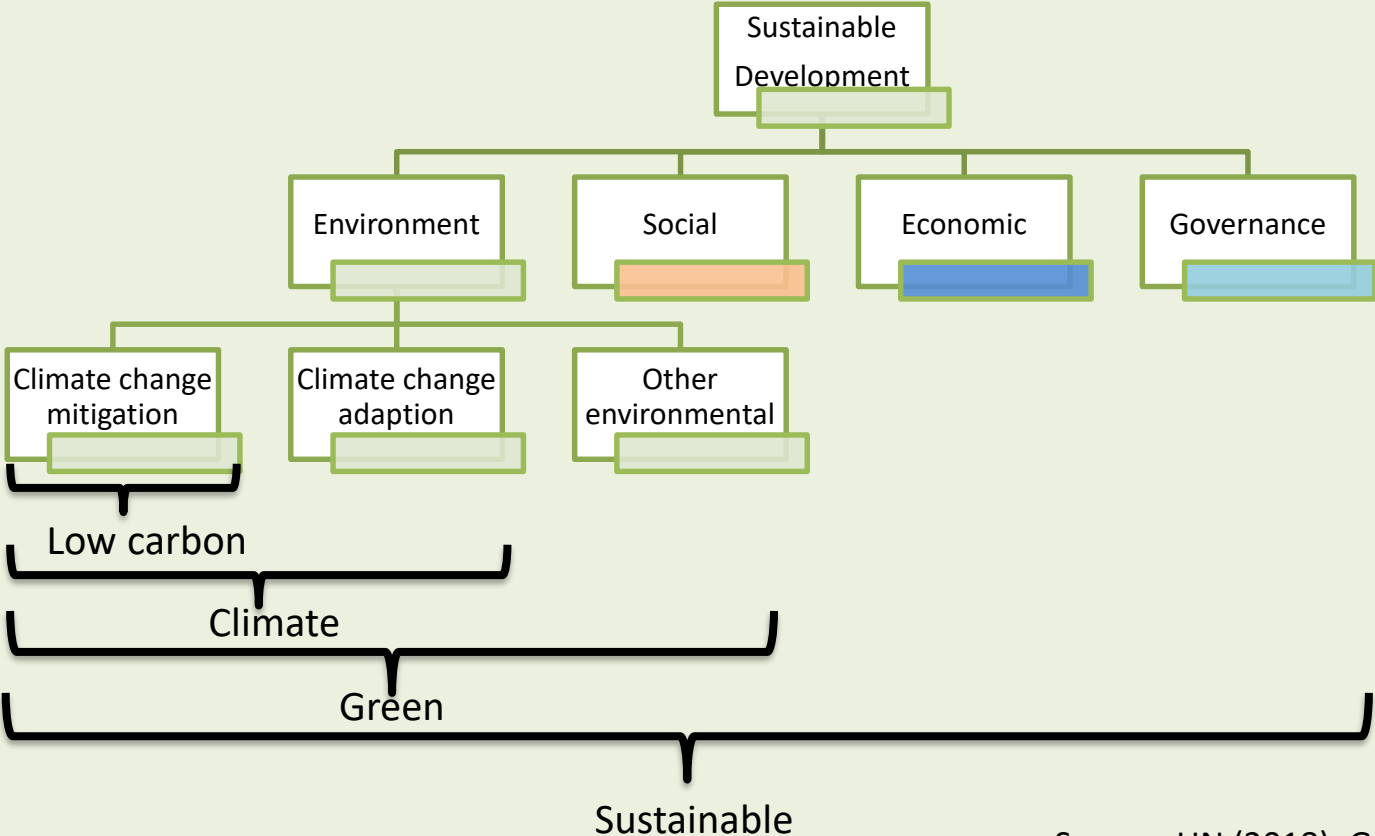 Sustainable
Development
Environment
Social
Economic
Governance
Climate change
mitigation
Climate change
adaption
Other
environmental
Low carbon
Climate
Green
Sustainable